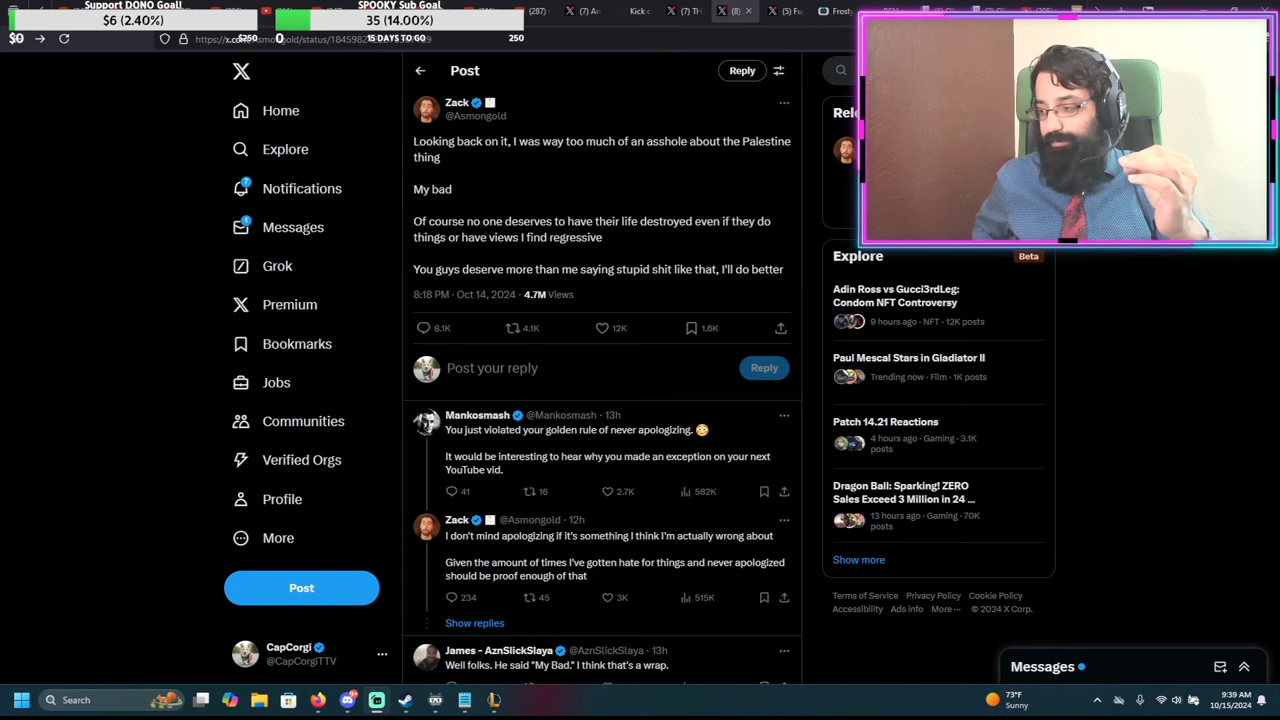 Support DONO Goal!
$6 (2.40%)
$0
$250
SPOOKY Sub Goal
35 (14.00%)
0
15 DAYS TO GO
250
Home
Explore
Notifications
7
Messages
1
Grok
Premium
Bookmarks
Jobs
Communities
Verified Orgs
Profile
More
Post
CapCorgi
@CapCorgiTTV
Post
Reply
Zack
@Asmongold
Looking back on it, I was way too much of an asshole about the Palestine
thing
My bad
Of course no one deserves to have their life destroyed even if they do
things or have views I find regressive
You guys deserve more than me saying stupid shit like that, I'll do better
8:18 PM · Oct 14, 2024 · 4.7M Views
8.1K 4.1K 12K 1.6K
Post your reply
Reply
Mankosmash @Mankosmash · 13h
You just violated your golden rule of never apologizing. 😳
It would be interesting to hear why you made an exception on your next
YouTube vid.
41 16 2.7K 582K
Zack @Asmongold · 12h
I don't mind apologizing if it's something I think I'm actually wrong about
Given the amount of times I've gotten hate for things and never apologized
should be proof enough of that
234 45 3K 515K
Show replies
James - AznSlickSlaya @AznSlickSlaya · 13h
Well folks. He said "My Bad." I think that's a wrap.
Explore
Beta
Adin Ross vs Gucci3rdLeg:
Condom NFT Controversy
9 hours ago · NFT · 12K posts
Paul Mescal Stars in Gladiator II
Trending now · Film · 1K posts
Patch 14.21 Reactions
4 hours ago · Gaming · 3.1K
posts
Dragon Ball: Sparking! ZERO
Sales Exceed 3 Million in 24 ...
13 hours ago · Gaming · 70K
posts
Show more
Terms of Service Privacy Policy Cookie Policy
Accessibility Ads info More ··· © 2024 X Corp.
Messages
Search
73°F
Sunny
9:39 AM
10/15/2024